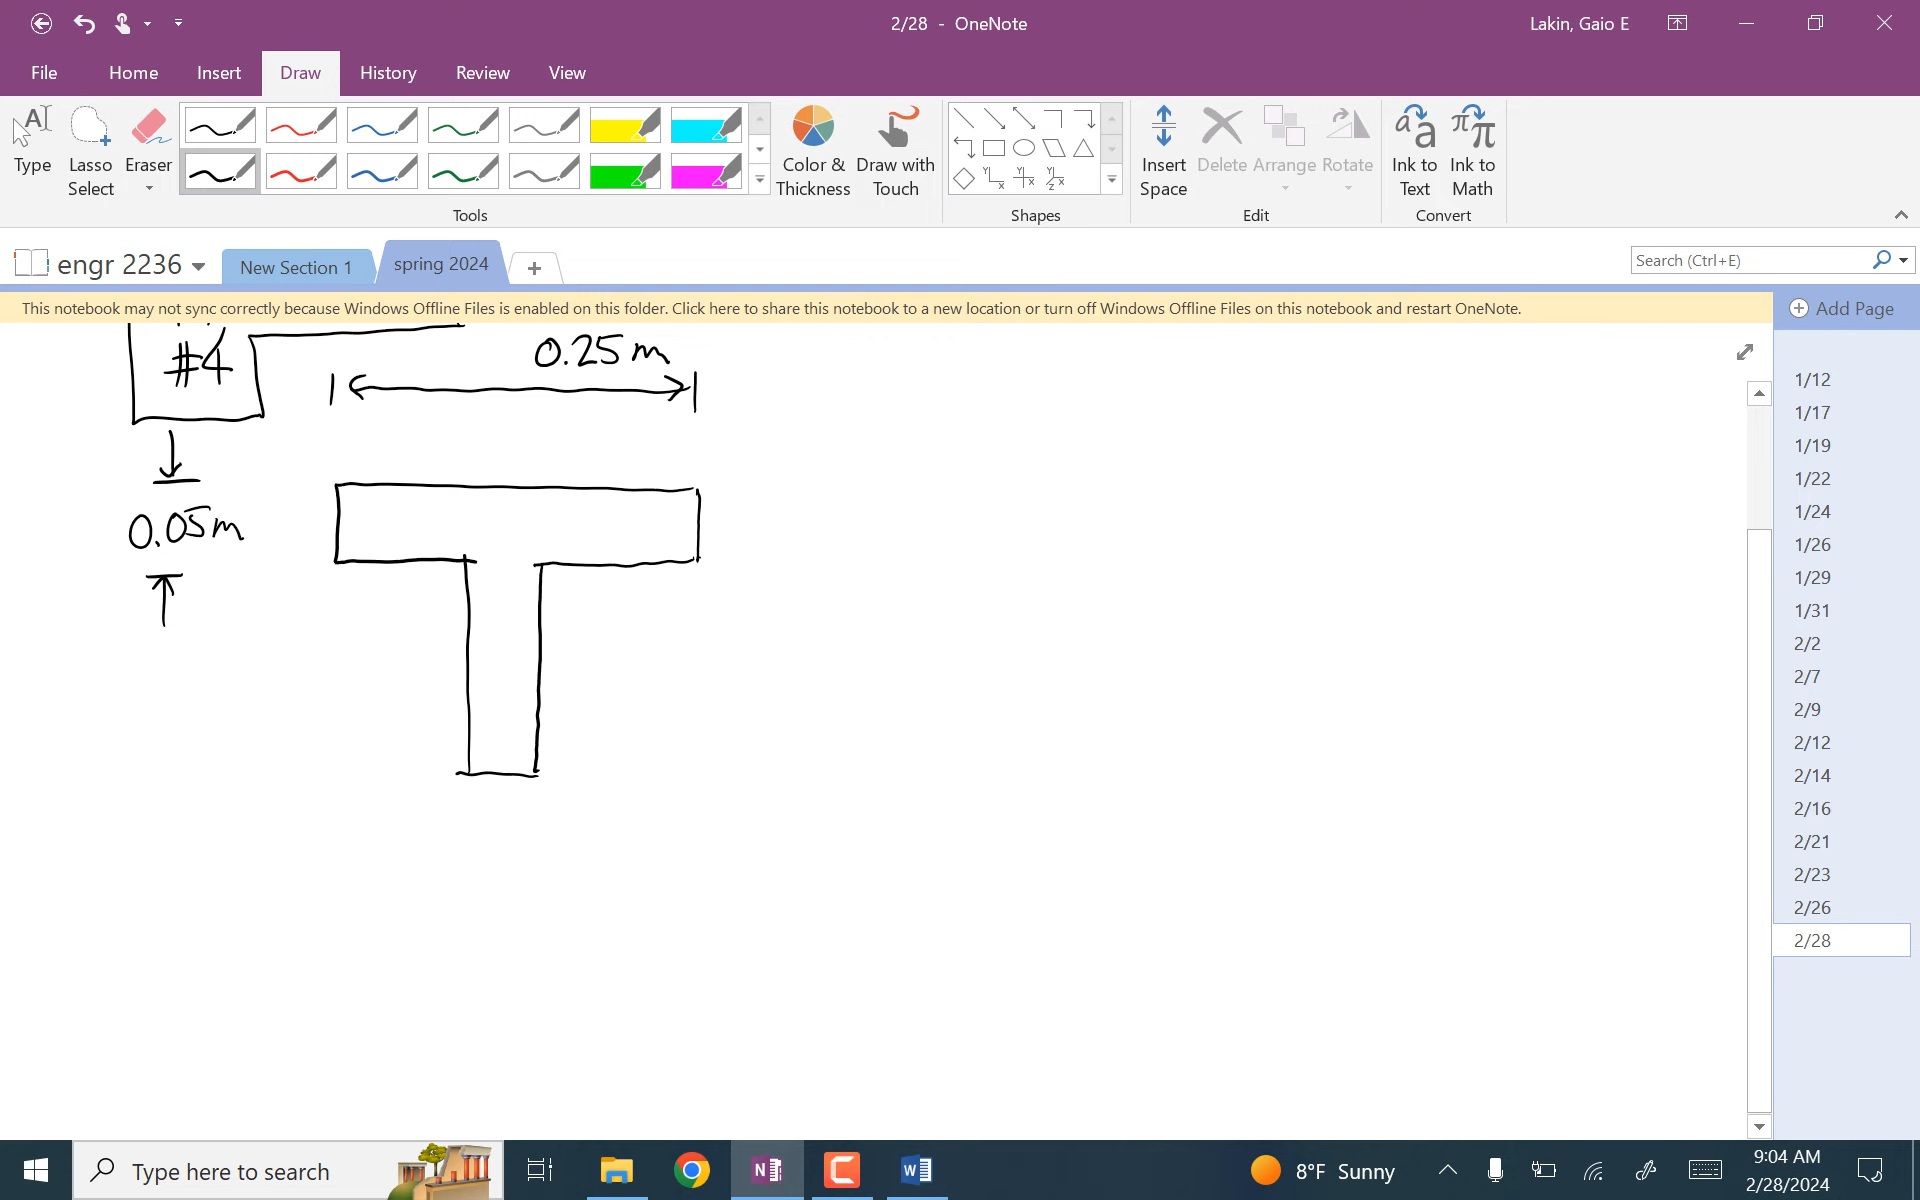 2/28 - OneNote
Lakin, Gaio E
File
Home
Insert
Draw
History
Review
View
Type
Lasso Select
Eraser
Color & Thickness
Draw with Touch
Insert Space
Delete
Arrange
Rotate
Ink to Text
Ink to Math
Tools
Shapes
Edit
Convert
engr 2236
New Section 1
spring 2024
Search (Ctrl+E)
This notebook may not sync correctly because Windows Offline Files is enabled on this folder. Click here to share this notebook to a new location or turn off Windows Offline Files on this notebook and restart OneNote.
Add Page
#4
0.25 m
0.05 m
1/12
1/17
1/19
1/22
1/24
1/26
1/29
1/31
2/2
2/7
2/9
2/12
2/14
2/16
2/21
2/23
2/26
2/28
Type here to search
8°F Sunny
9:04 AM
2/28/2024